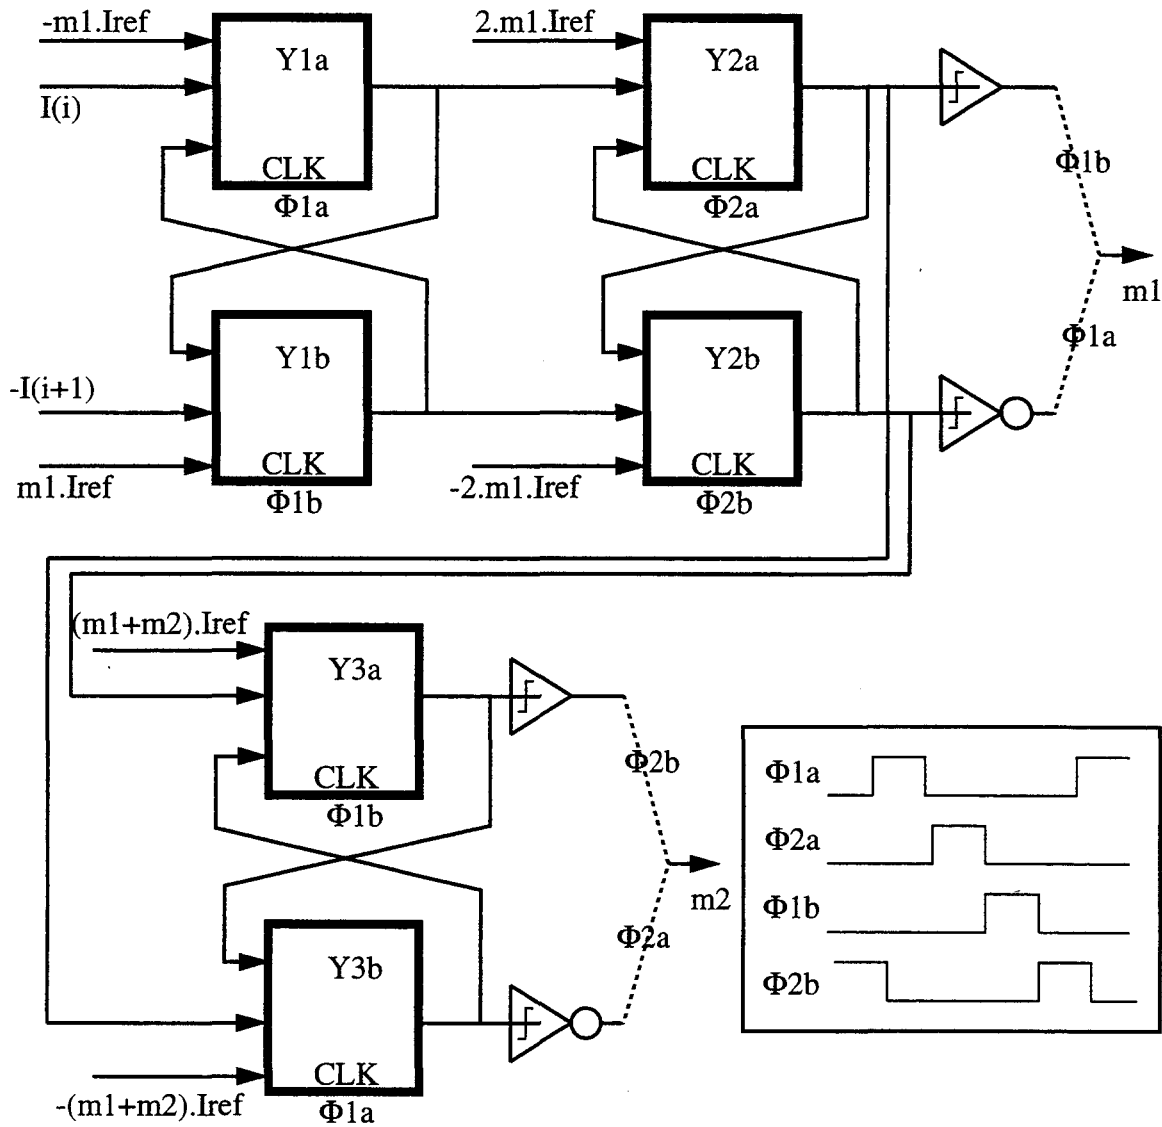 -m1.Iref
2.m1.Iref
Y1a
Y2a
I(i)
CLK
CLK
Φ1b
Φ1a
Φ2a
m1
Φ1a
Y1b
Y2b
-I(i+1)
CLK
CLK
m1.Iref
-2.m1.Iref
Φ1b
Φ2b
(m1+m2).Iref
Y3a
Φ2b
CLK
Φ1a
Φ1b
Φ2a
m2
Φ1b
Φ2a
Y3b
Φ2b
CLK
-(m1+m2).Iref
Φ1a